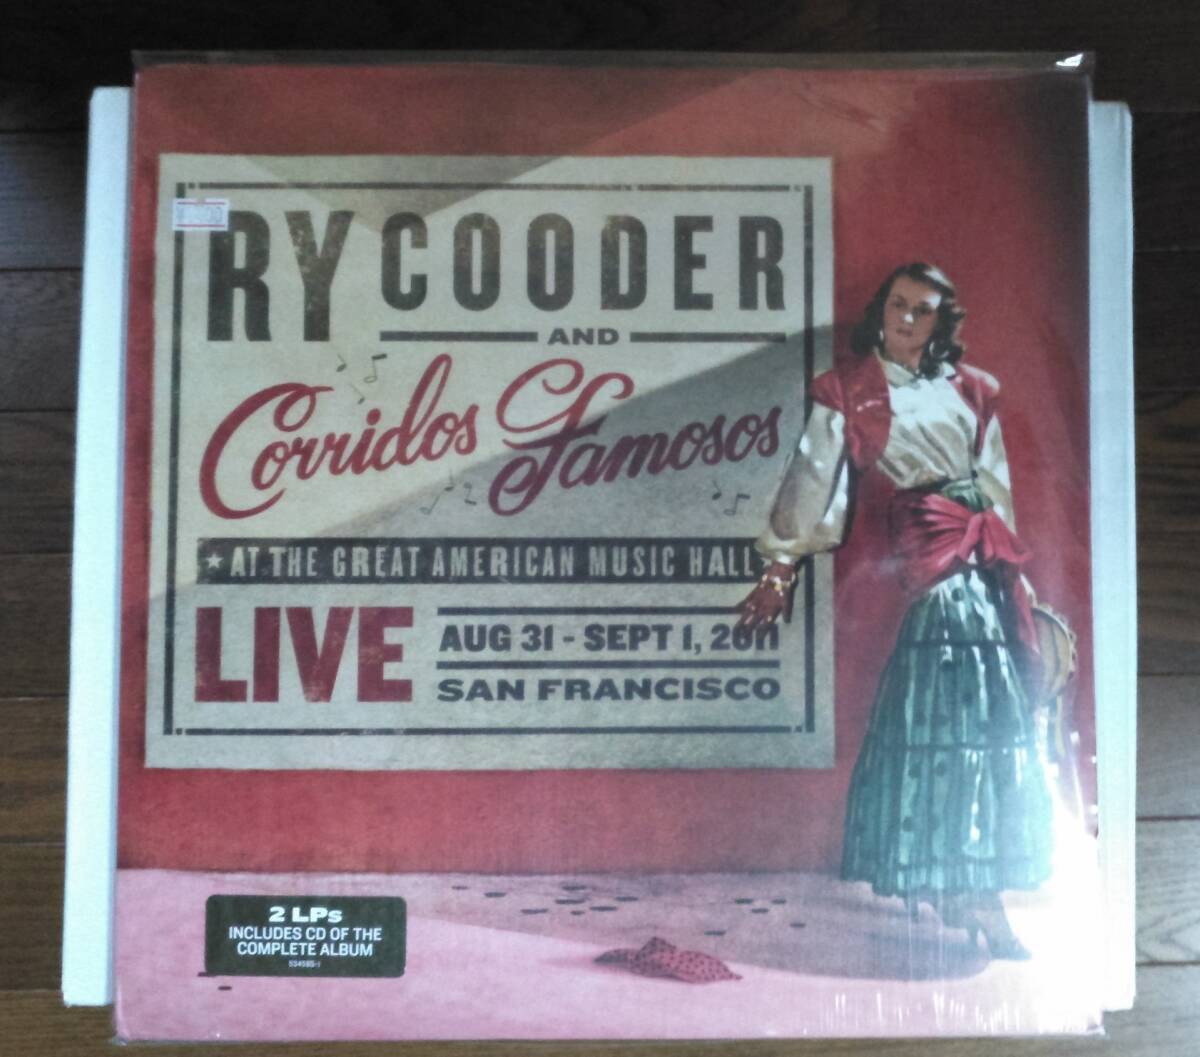 RY COODER
AND
Corridos Famosos
AT THE GREAT AMERICAN MUSIC HALL
LIVE
AUG 31 - SEPT 1, 2011
SAN FRANCISCO
2 LPs
INCLUDES CD OF THE
COMPLETE ALBUM